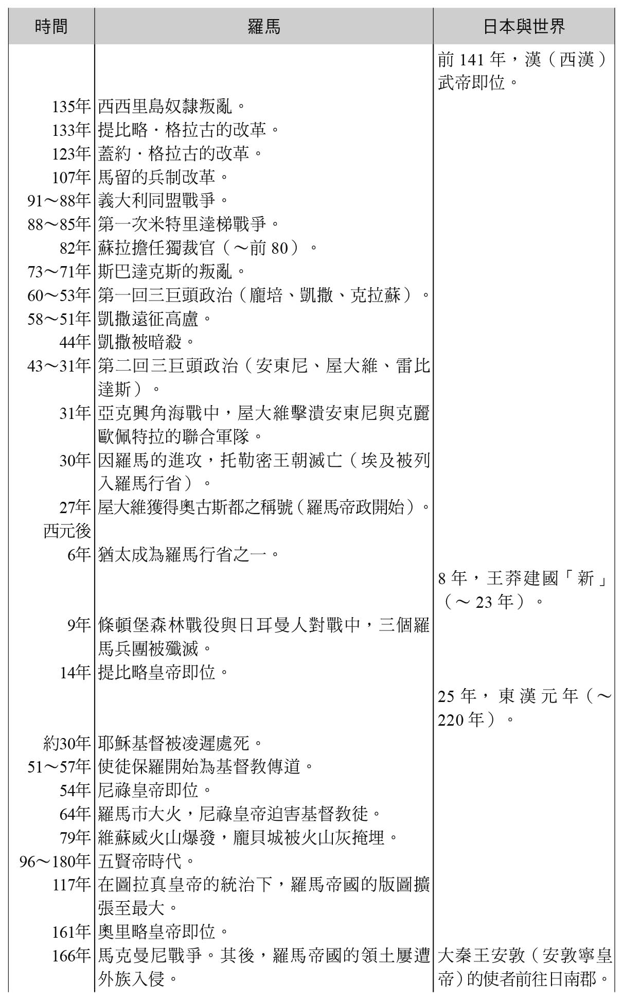 時間 羅馬 日本與世界
前 141 年，漢（西漢）
武帝即位。
135年 西西里島奴隸叛亂。
133年 提比略．格拉古的改革。
123年 蓋約．格拉古的改革。
107年 馬留的兵制改革。
91～88年 義大利同盟戰爭。
88～85年 第一次米特里達梯戰爭。
82年 蘇拉擔任獨裁官（～前 80）。
73～71年 斯巴達克斯的叛亂。
60～53年 第一回三巨頭政治（龐培、凱撒、克拉蘇）。
58～51年 凱撒遠征高盧。
44年 凱撒被暗殺。
43～31年 第二回三巨頭政治（安東尼、屋大維、雷比
達斯）。
31年 亞克興角海戰中，屋大維擊潰安東尼與克麗
歐佩特拉的聯合軍隊。
30年 因羅馬的進攻，托勒密王朝滅亡（埃及被列
入羅馬行省）。
27年 屋大維獲得奧古斯都之稱號（羅馬帝政開始）。
西元後
6年 猶太成為羅馬行省之一。
8 年，王莽建國「新」
（～ 23 年）。
9年 條頓堡森林戰役與日耳曼人對戰中，三個羅
馬兵團被殲滅。
14年 提比略皇帝即位。
25 年，東漢元年（～
220 年）。
約30年 耶穌基督被凌遲處死。
51～57年 使徒保羅開始為基督教傳道。
54年 尼祿皇帝即位。
64年 羅馬市大火，尼祿皇帝迫害基督教徒。
79年 維蘇威火山爆發，龐貝城被火山灰掩埋。
96～180年 五賢帝時代。
117年 在圖拉真皇帝的統治下，羅馬帝國的版圖擴
張至最大。
161年 奧里略皇帝即位。
166年 馬克曼尼戰爭。其後，羅馬帝國的領土屢遭 大秦王安敦（安敦寧皇
外族入侵。 帝）的使者前往日南郡。